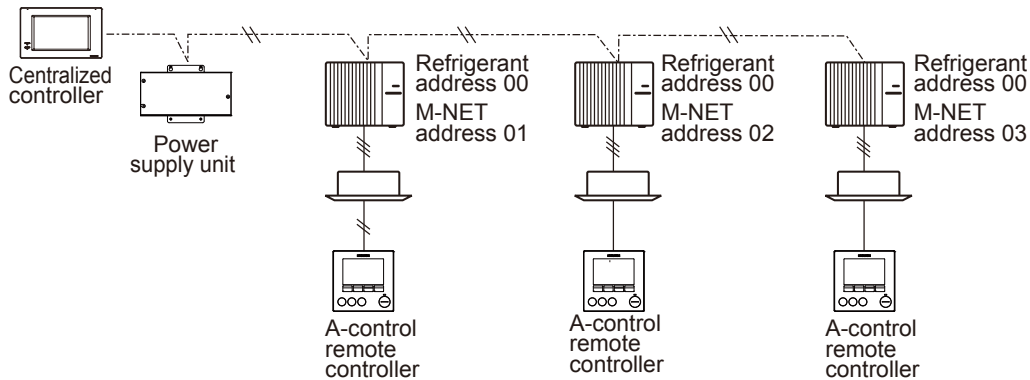 Centralized
controller
Power
supply unit
Refrigerant
address 00
M-NET
address 01
Refrigerant
address 00
M-NET
address 02
Refrigerant
address 00
M-NET
address 03
A-control
remote
controller
A-control
remote
controller
A-control
remote
controller